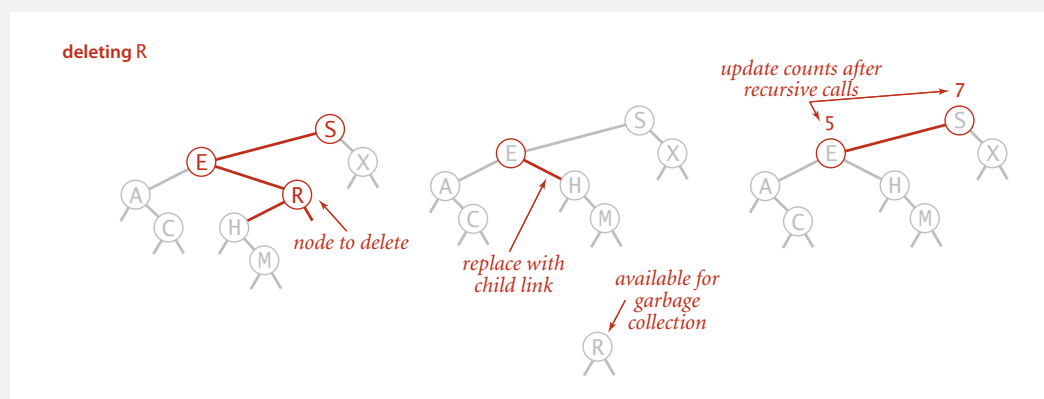 deleting R
S
E
X
A
R
C
H
M
node to delete
S
E
X
A
H
C
M
replace with
child link
available for
garbage
collection
R
update counts after
recursive calls
7
5
S
E
X
A
H
C
M